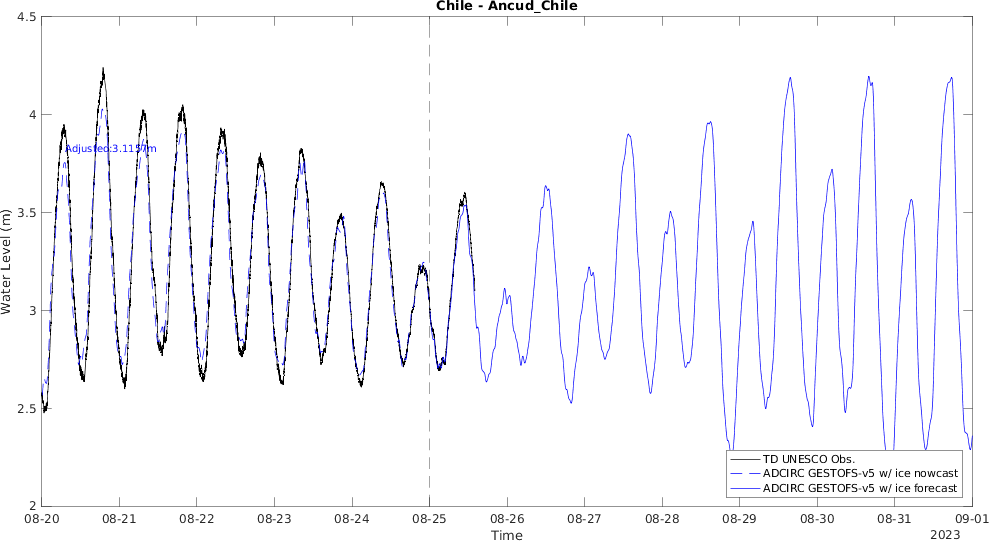 Chile - Ancud_Chile
4.5
4
3.5
3
2.5
2
Water Level (m)
Adjusted:3.1157m
TD UNESCO Obs.
ADCIRC GESTOFS-v5 w/ ice nowcast
ADCIRC GESTOFS-v5 w/ ice forecast
08-20 08-21 08-22 08-23 08-24 08-25 08-26 08-27 08-28 08-29 08-30 08-31 09-01
Time
2023